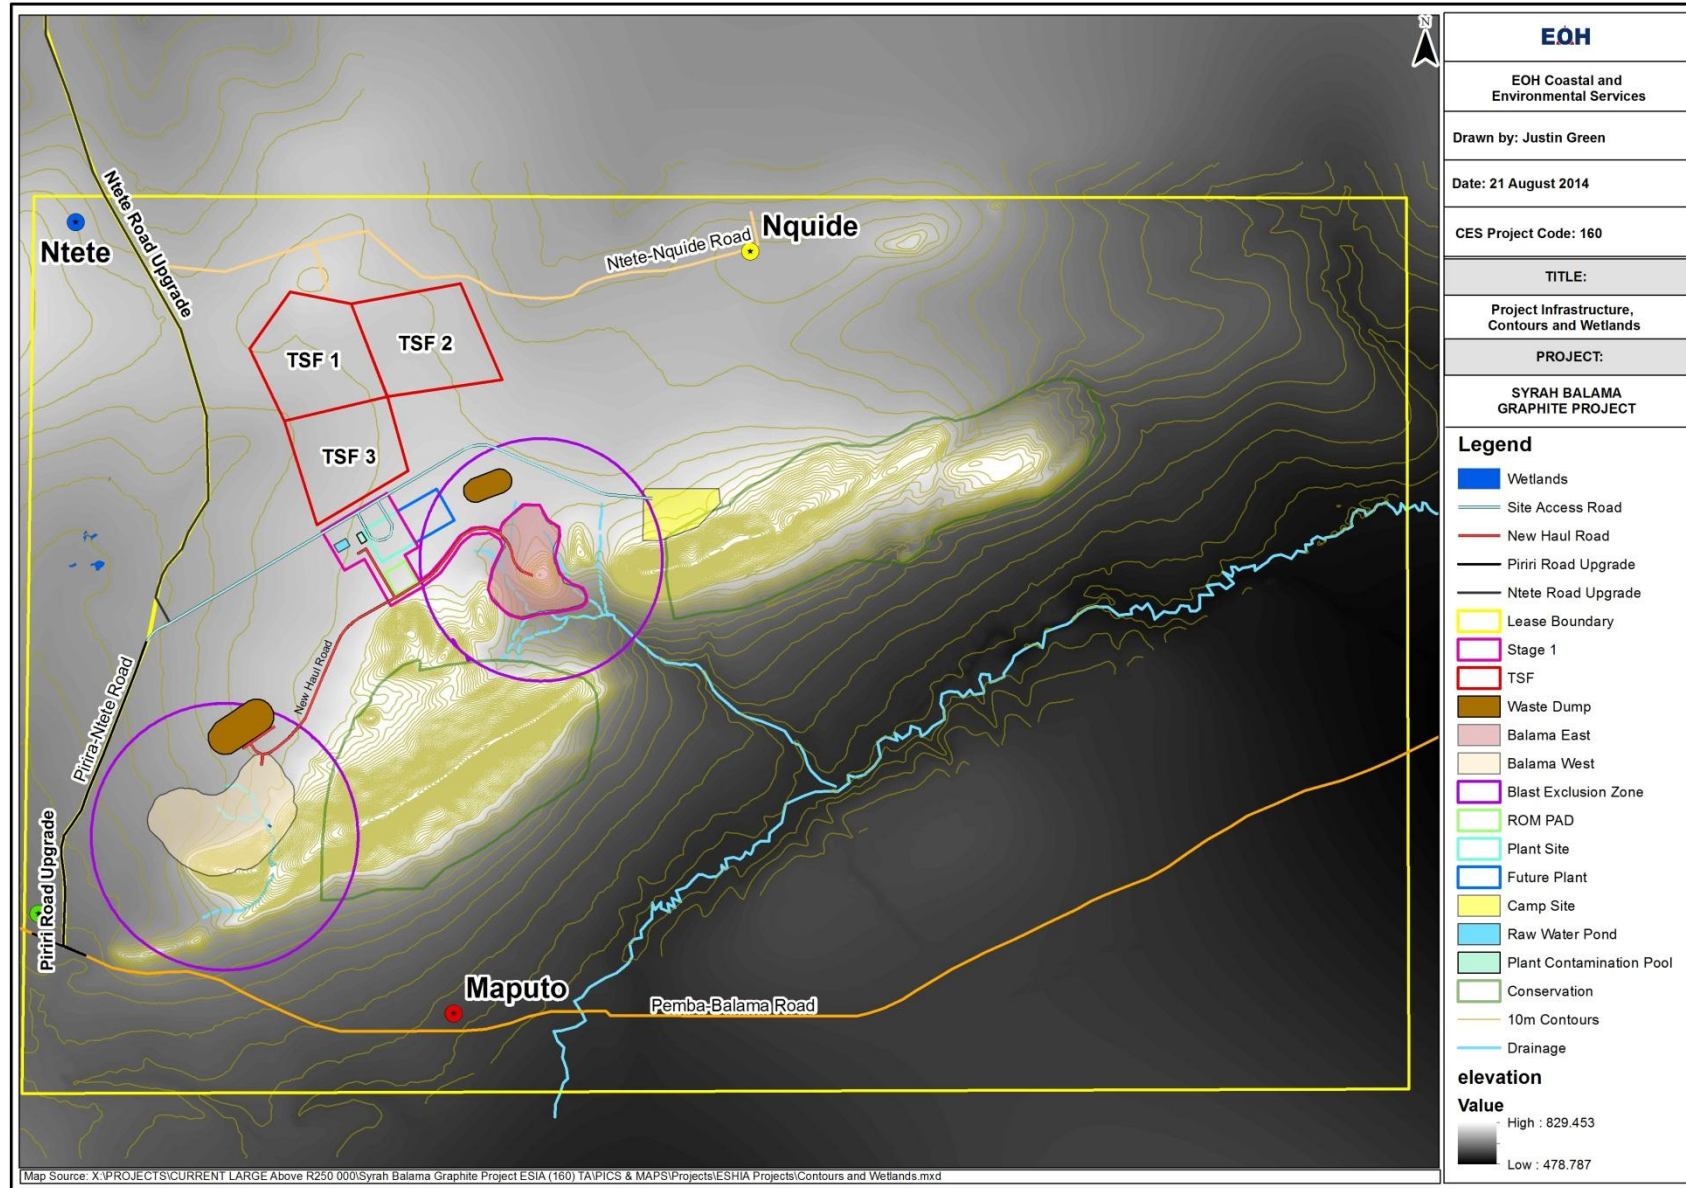 N
Ntete Road Upgrade
Ntete
Nquide
Ntete-Nquide Road
TSF 1
TSF 2
TSF 3
New Haul Road
Pirira-Ntete Road
Piriri Road Upgrade
Maputo
Pemba-Balama Road
Map Source: X:\PROJECTS\CURRENT LARGE Above R250 000\Syrah Balama Graphite Project ESIA (160) TA\PICS & MAPS\Projects\ESHIA Projects\Contours and Wetlands.mxd
EOH
EOH Coastal and
Environmental Services
Drawn by: Justin Green
Date: 21 August 2014
CES Project Code: 160
TITLE:
Project Infrastructure,
Contours and Wetlands
PROJECT:
SYRAH BALAMA
GRAPHITE PROJECT
Legend
Wetlands
Site Access Road
New Haul Road
Piriri Road Upgrade
Ntete Road Upgrade
Lease Boundary
Stage 1
TSF
Waste Dump
Balama East
Balama West
Blast Exclusion Zone
ROM PAD
Plant Site
Future Plant
Camp Site
Raw Water Pond
Plant Contamination Pool
Conservation
10m Contours
Drainage
elevation
Value
High : 829.453
Low : 478.787